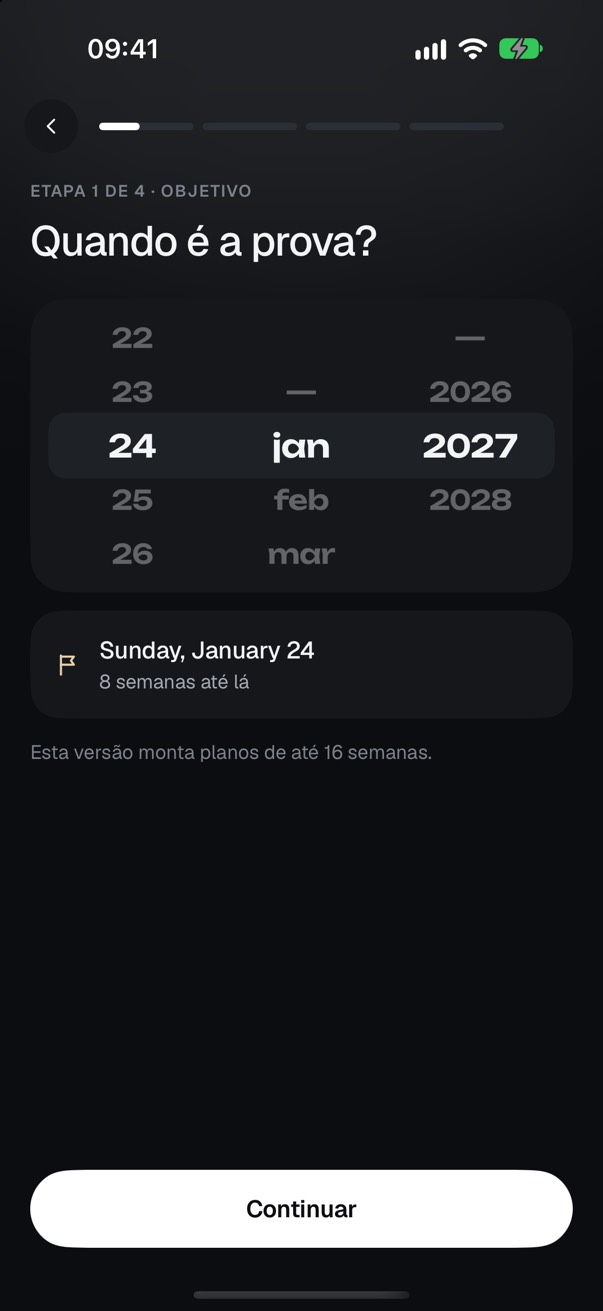 09:41
ETAPA 1 DE 4 · OBJETIVO
Quando é a prova?
22 —
23 — 2026
24 jan 2027
25 feb 2028
26 mar
Sunday, January 24
8 semanas até lá
Esta versão monta planos de até 16 semanas.
Continuar